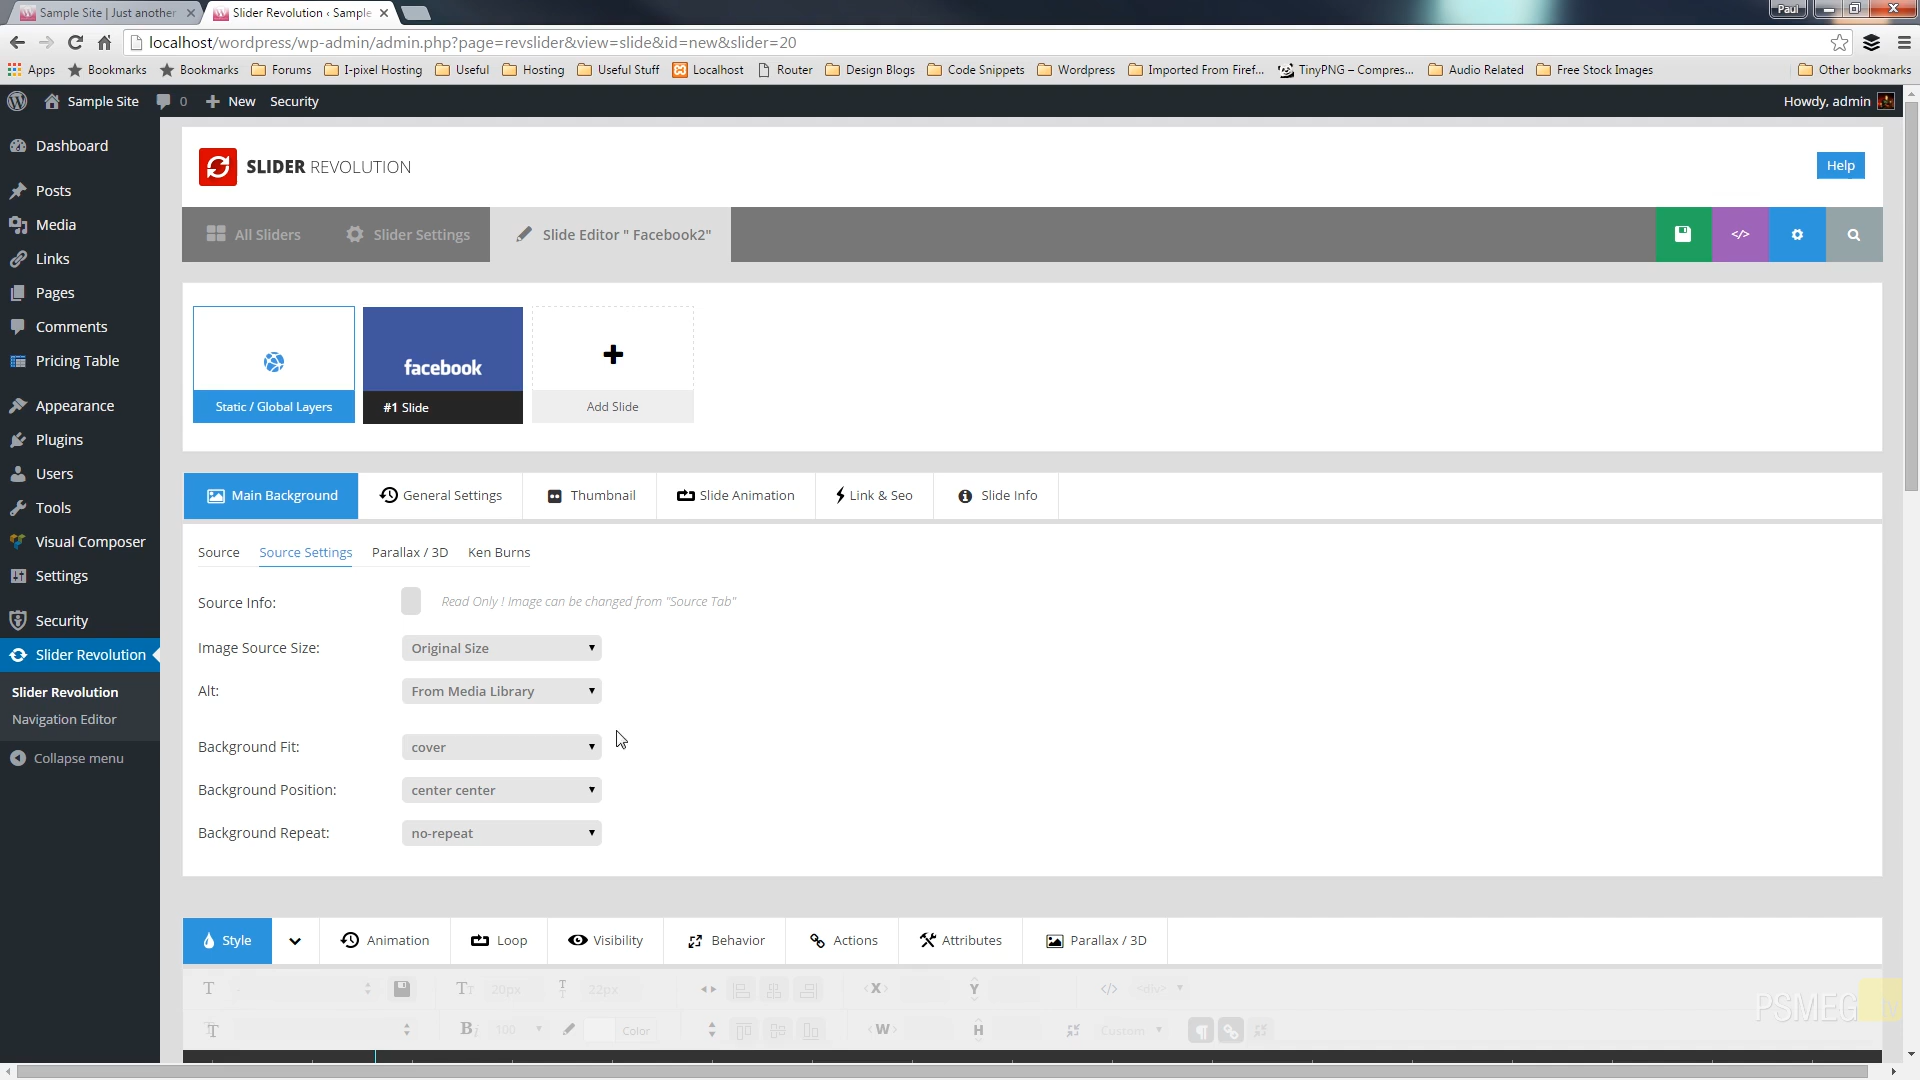 Sample Site | Just another
Slider Revolution ‹ Sample
Paul
localhost/wordpress/wp-admin/admin.php?page=revslider&view=slide&id=new&slider=20
Apps
Bookmarks
Bookmarks
Forums
I-pixel Hosting
Useful
Hosting
Useful Stuff
Localhost
Router
Design Blogs
Code Snippets
Wordpress
Imported From Firef...
TinyPNG – Compres...
Audio Related
Free Stock Images
Other bookmarks
Sample Site
0
New
Security
Howdy, admin
Dashboard
Posts
Media
Links
Pages
Comments
Pricing Table
Appearance
Plugins
Users
Tools
Visual Composer
Settings
Security
Slider Revolution
Slider Revolution
Navigation Editor
Collapse menu
SLIDER REVOLUTION
Help
All Sliders
Slider Settings
Slide Editor " Facebook2"
</>
Static / Global Layers
facebook
#1 Slide
Add Slide
Main Background
General Settings
Thumbnail
Slide Animation
Link & Seo
Slide Info
Source
Source Settings
Parallax / 3D
Ken Burns
Source Info:
Read Only ! Image can be changed from "Source Tab"
Image Source Size:
Original Size
Alt:
From Media Library
Background Fit:
cover
Background Position:
center center
Background Repeat:
no-repeat
Style
Animation
Loop
Visibility
Behavior
Actions
Attributes
Parallax / 3D
20px
22px
X
Y
</>
<div>
100
Color
W
H
Custom
PSMEG